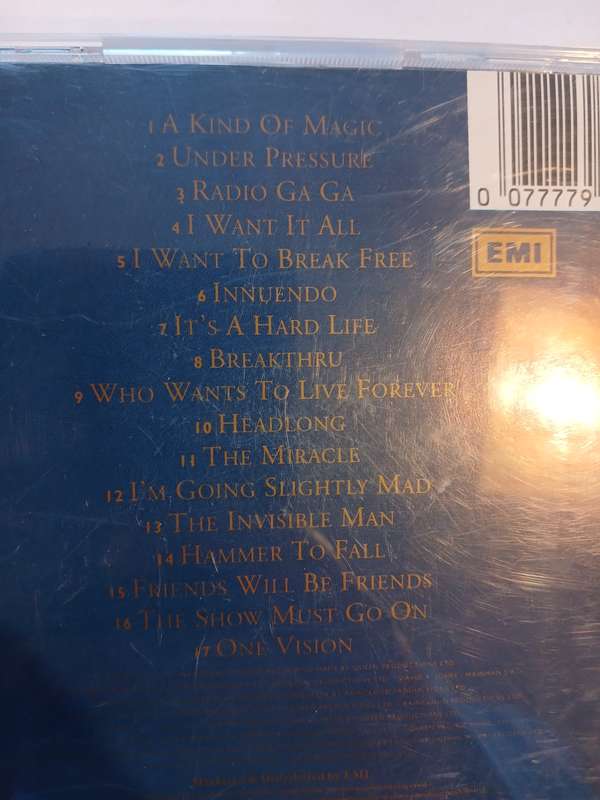 1 A Kind Of Magic
2 Under Pressure
3 Radio Ga Ga
4 I Want It All
5 I Want To Break Free
6 Innuendo
7 It's A Hard Life
8 Breakthru
9 Who Wants To Live Forever
10 Headlong
11 The Miracle
12 I'm Going Slightly Mad
13 The Invisible Man
14 Hammer To Fall
15 Friends Will Be Friends
16 The Show Must Go On
17 One Vision
0 077779
EMI